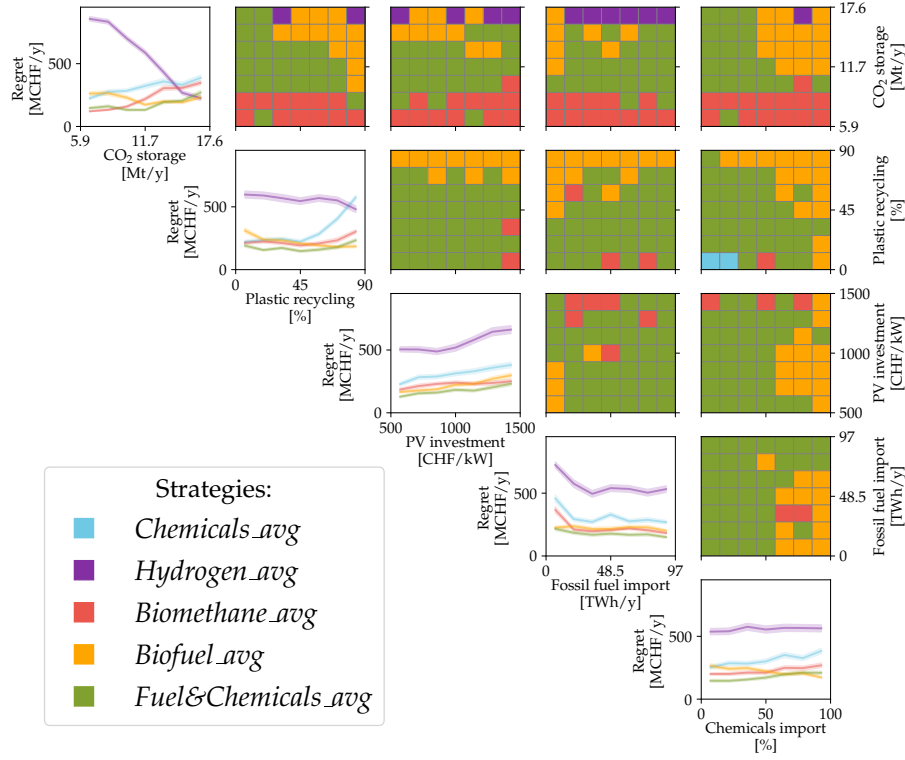 Regret
[MCHF/y]
500
0
5.9
11.7
17.6
CO2 storage
[Mt/y]
17.6
11.7
5.9
CO2 storage
[Mt/y]
Regret
[MCHF/y]
500
0
0
45
90
Plastic recycling
[%]
90
45
0
Plastic recycling
[%]
Regret
[MCHF/y]
500
0
500
1000
1500
PV investment
[CHF/kW]
1500
1000
500
PV investment
[CHF/kW]
Regret
[MCHF/y]
500
0
0
48.5
97
Fossil fuel import
[TWh/y]
97
48.5
0
Fossil fuel import
[TWh/y]
Regret
[MCHF/y]
500
0
0
50
100
Chemicals import
[%]
Strategies:
Chemicals_avg
Hydrogen_avg
Biomethane_avg
Biofuel_avg
Fuel&Chemicals_avg